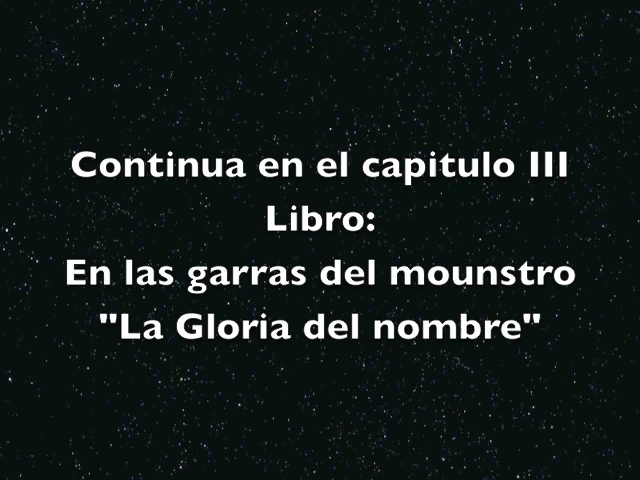 Continua en el capitulo III
Libro:
En las garras del mounstro
"La Gloria del nombre"